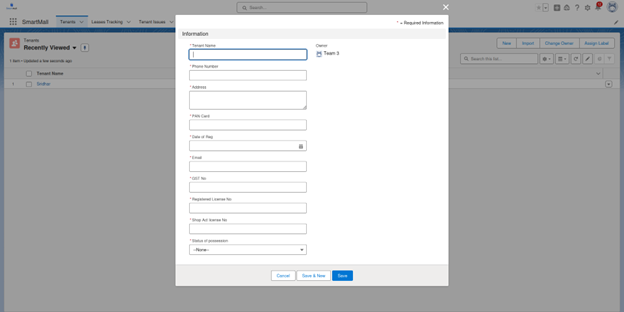 Search...
SmartMall
Tenants
Leases Tracking
Tenant Issues
* = Required Information
Information
* Tenant Name
Owner
Team 3
* Phone Number
* Address
* PAN Card
* Date of Reg
* Email
* GST No
* Registered License No
* Shop Act license No
* Status of possession
--None--
Cancel
Save & New
Save
Tenants
Recently Viewed
New
Import
Change Owner
Assign Label
1 item • Updated a few seconds ago
Search this list...
Tenant Name
1
Sridhar